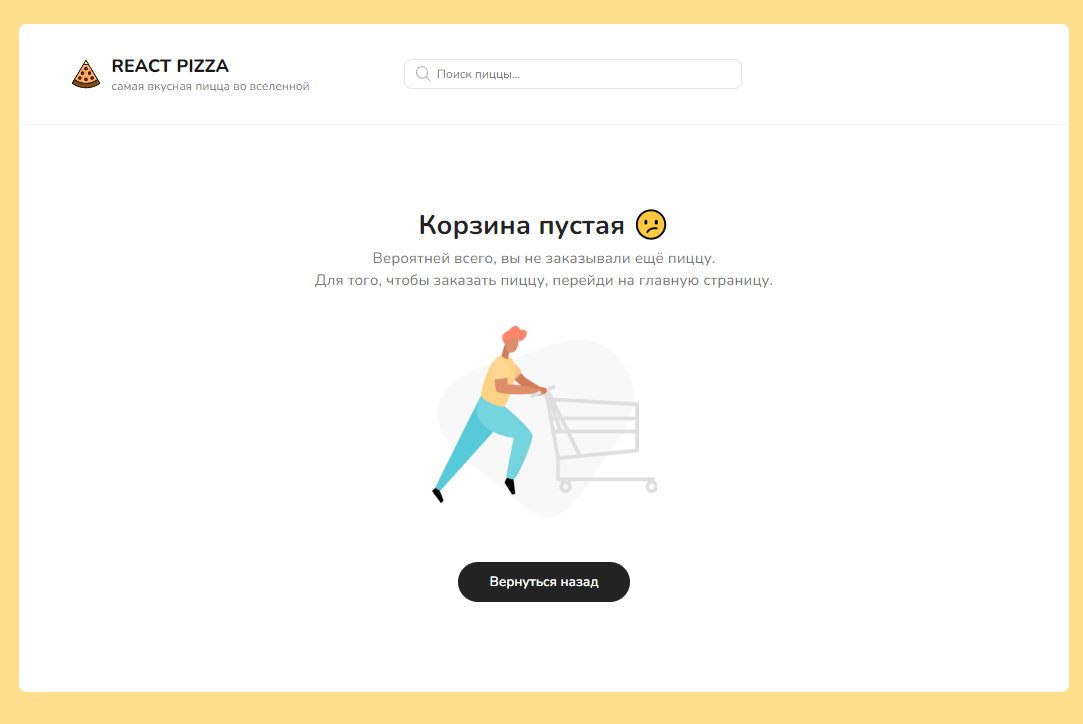 REACT PIZZA
самая вкусная пицца во вселенной
Поиск пиццы...
Корзина пустая
Вероятней всего, вы не заказывали ещё пиццу.
Для того, чтобы заказать пиццу, перейди на главную страницу.
Вернуться назад